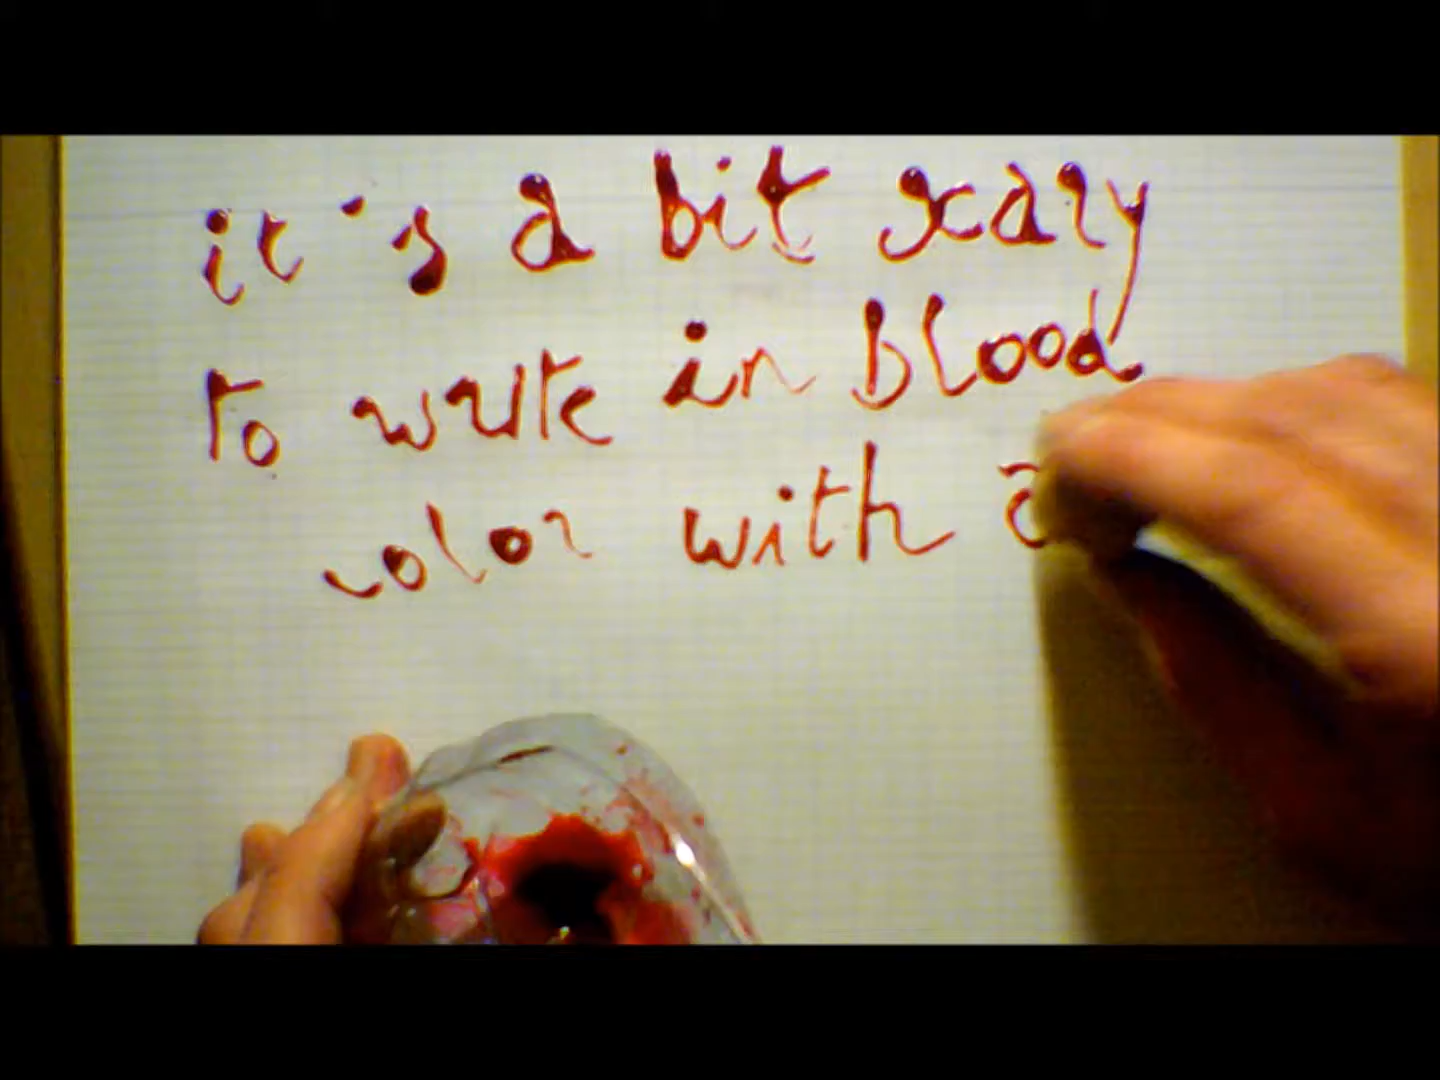 it's a bit scary
to write in blood
color with a